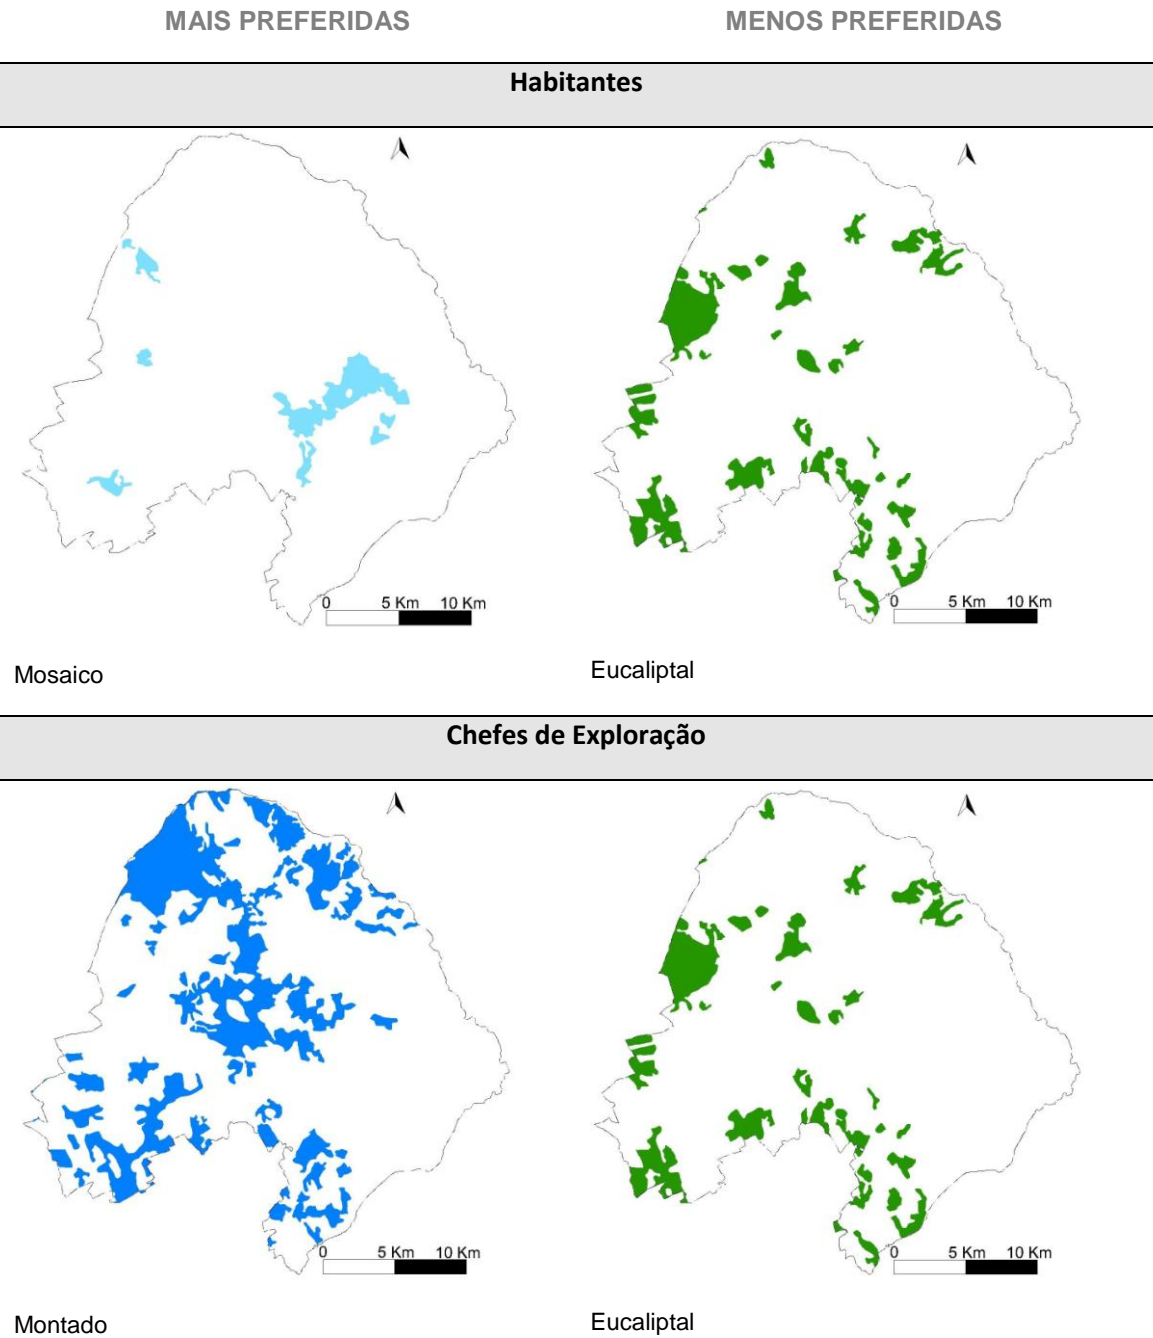 MAIS PREFERIDAS MENOS PREFERIDAS
Habitantes
0 5 Km 10 Km
0 5 Km 10 Km
Mosaico
Eucaliptal
Chefes de Exploração
0 5 Km 10 Km
0 5 Km 10 Km
Montado
Eucaliptal